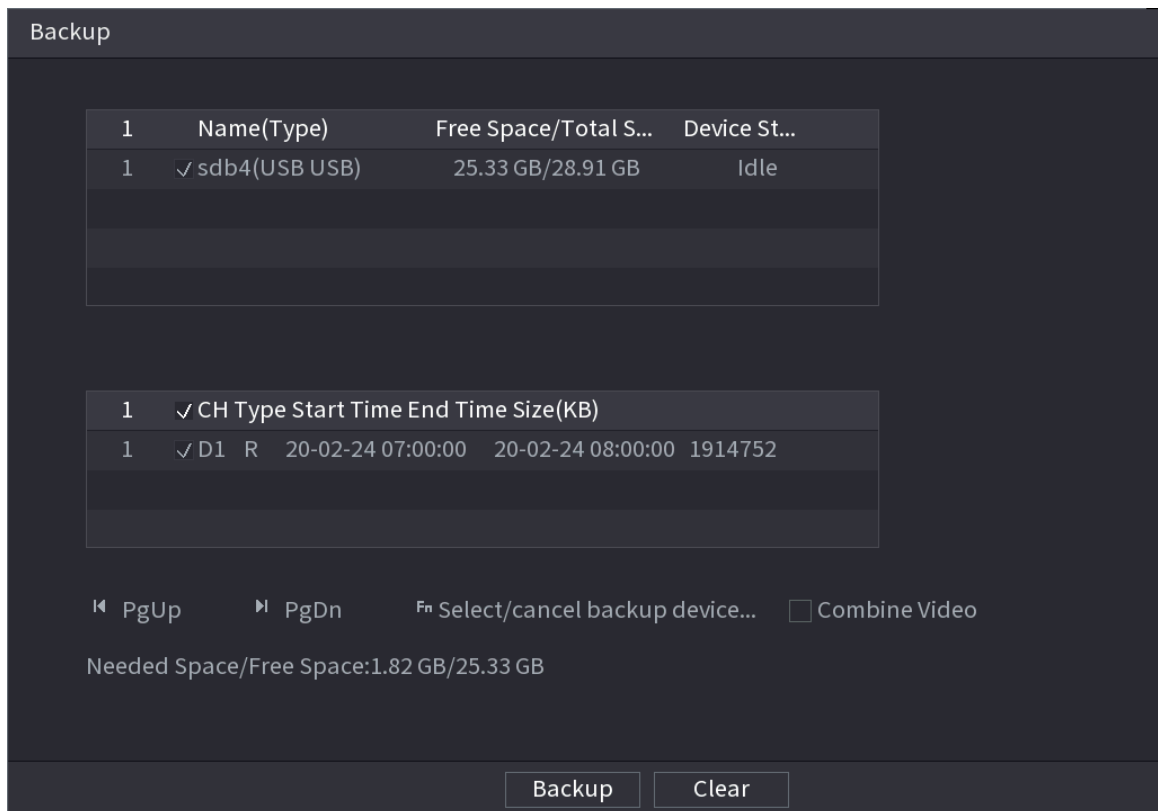 Backup
1 Name(Type) Free Space/Total S... Device St...
1 sdb4(USB USB) 25.33 GB/28.91 GB Idle
1 CH Type Start Time End Time Size(KB)
1 D1 R 20-02-24 07:00:00 20-02-24 08:00:00 1914752
PgUp PgDn Fn Select/cancel backup device... Combine Video
Needed Space/Free Space:1.82 GB/25.33 GB
Backup Clear